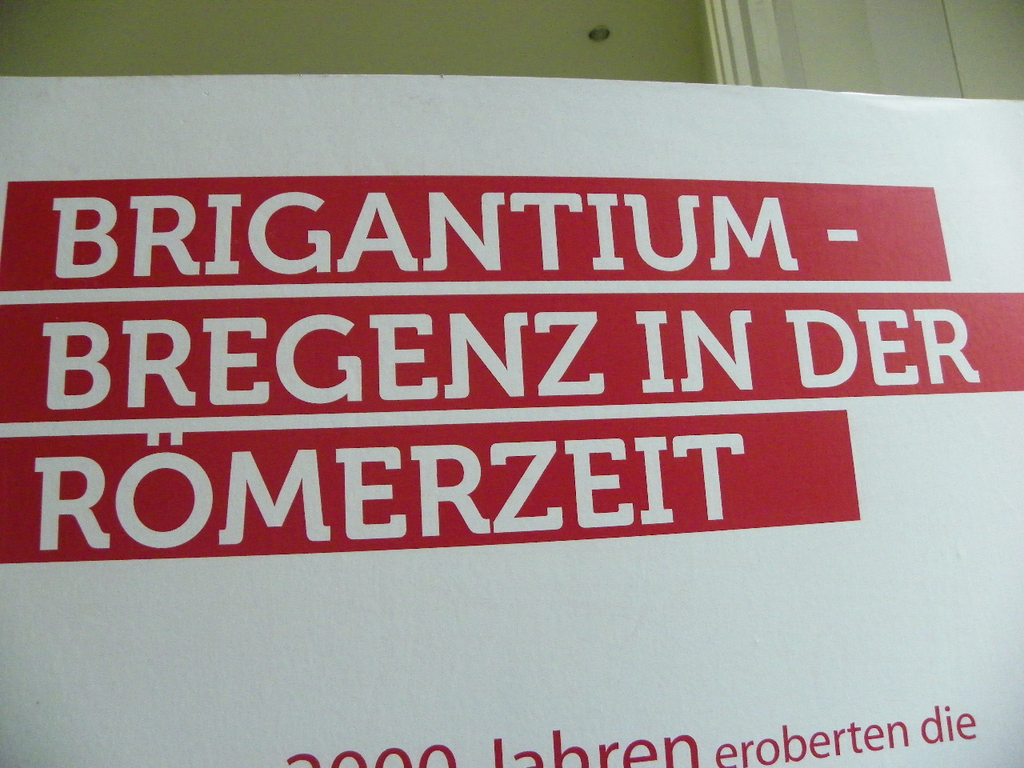 BRIGANTIUM -
BREGENZ IN DER
RÖMERZEIT
2000 Jahren eroberten die